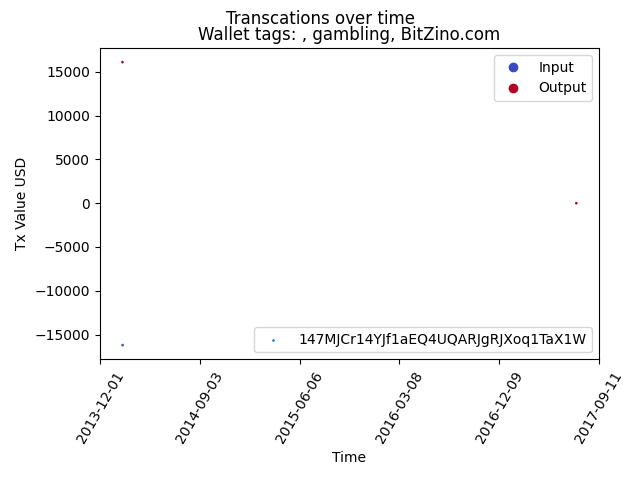 Transcations over time
Wallet tags: , gambling, BitZino.com
Input
Output
Tx Value USD
15000
10000
5000
0
−5000
−10000
−15000
147MJCr14YJf1aEQ4UQARJgRJXoq1TaX1W
2013-12-01
2014-09-03
2015-06-06
2016-03-08
2016-12-09
2017-09-11
Time